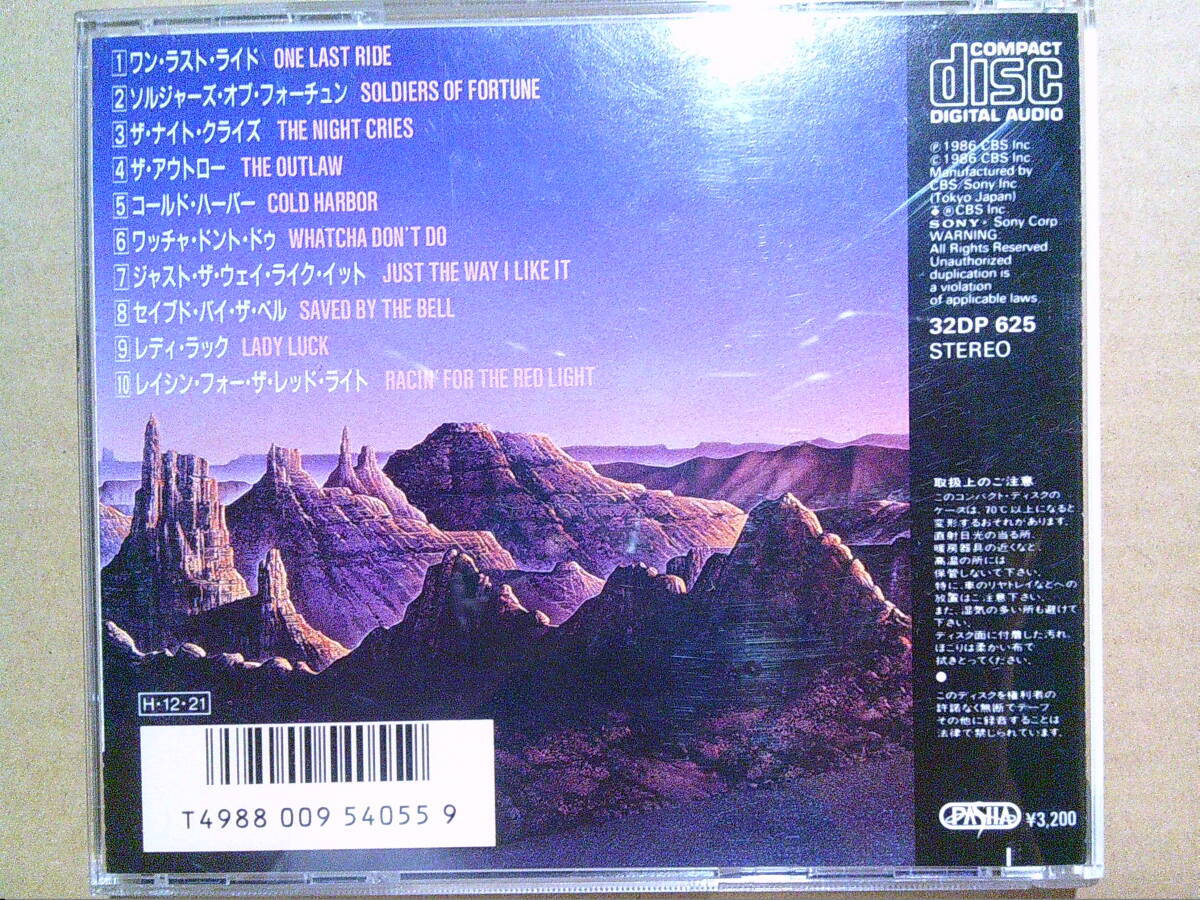 1 ワン・ラスト・ライド ONE LAST RIDE
2 ソルジャーズ・オブ・フォーチュン SOLDIERS OF FORTUNE
3 ザ・ナイト・クライズ THE NIGHT CRIES
4 ザ・アウトロー THE OUTLAW
5 コールド・ハーバー COLD HARBOR
6 ワッチャ・ドント・ドゥ WHATCHA DON'T DO
7 ジャスト・ザ・ウェイ・ライク・イット JUST THE WAY I LIKE IT
8 セイブド・バイ・ザ・ベル SAVED BY THE BELL
9 レディ・ラック LADY LUCK
10 レイシン・フォー・ザ・レッド・ライト RACIN' FOR THE RED LIGHT
COMPACT
disc
DIGITAL AUDIO
Ⓟ 1986 CBS Inc
© 1986 CBS Inc
Manufactured by
CBS/Sony Inc
(Tokyo Japan)
® CBS Inc
SONY® Sony Corp
WARNING:
All Rights Reserved
Unauthorized
duplication is
a violation
of applicable laws.
32DP 625
STEREO
取扱上のご注意
このコンパクト・ディスクの
ケースは、70℃以上になると
変形するおそれがあります。
直射日光の当る所、
暖房器具の近くなど、
高温の所には
保管しないで下さい。
特に、車のリヤトレイなどへの
放置はご注意下さい。
また、湿気の多い所も避けて
下さい。
ディスク面に付着した汚れ、
ほこりは柔かい布で
拭きとってください。
このディスクを権利者の
許諾なく無断でテープ
その他に録音することは
法律で禁じられています。
PASHA ¥3,200
H・12・21
T4988 009 54055 9